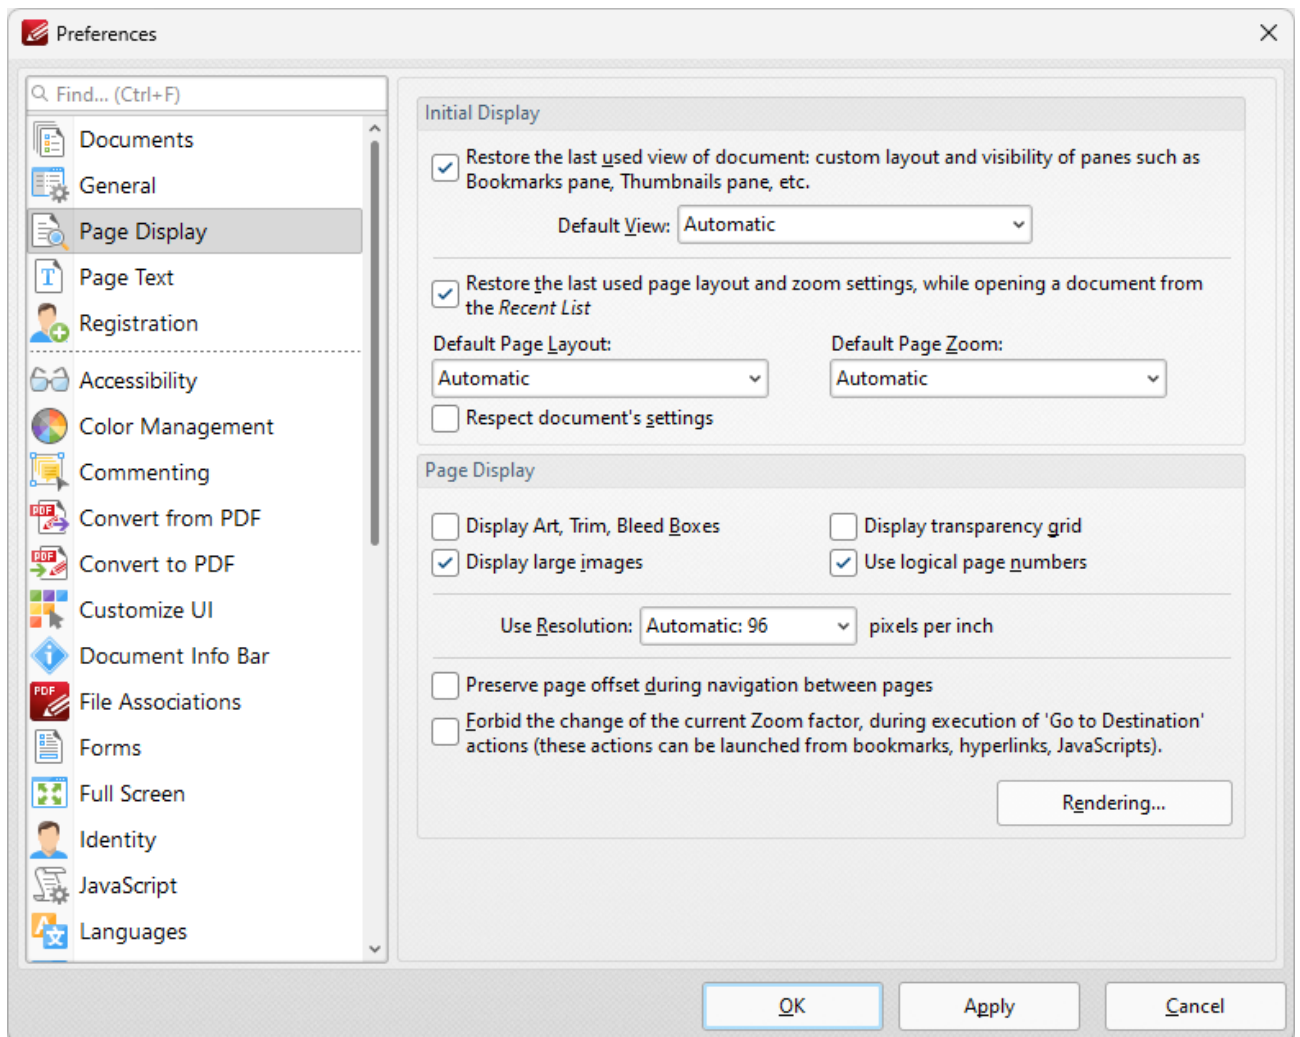 Preferences
Find... (Ctrl+F)
Documents
General
Page Display
Page Text
Registration
Accessibility
Color Management
Commenting
Convert from PDF
Convert to PDF
Customize UI
Document Info Bar
File Associations
Forms
Full Screen
Identity
JavaScript
Languages
Initial Display
Restore the last used view of document: custom layout and visibility of panes such as
Bookmarks pane, Thumbnails pane, etc.
Default View: Automatic
Restore the last used page layout and zoom settings, while opening a document from
the Recent List
Default Page Layout: Default Page Zoom:
Automatic Automatic
Respect document's settings
Page Display
Display Art, Trim, Bleed Boxes Display transparency grid
Display large images Use logical page numbers
Use Resolution: Automatic: 96 pixels per inch
Preserve page offset during navigation between pages
Forbid the change of the current Zoom factor, during execution of 'Go to Destination'
actions (these actions can be launched from bookmarks, hyperlinks, JavaScripts).
Rendering...
OK Apply Cancel